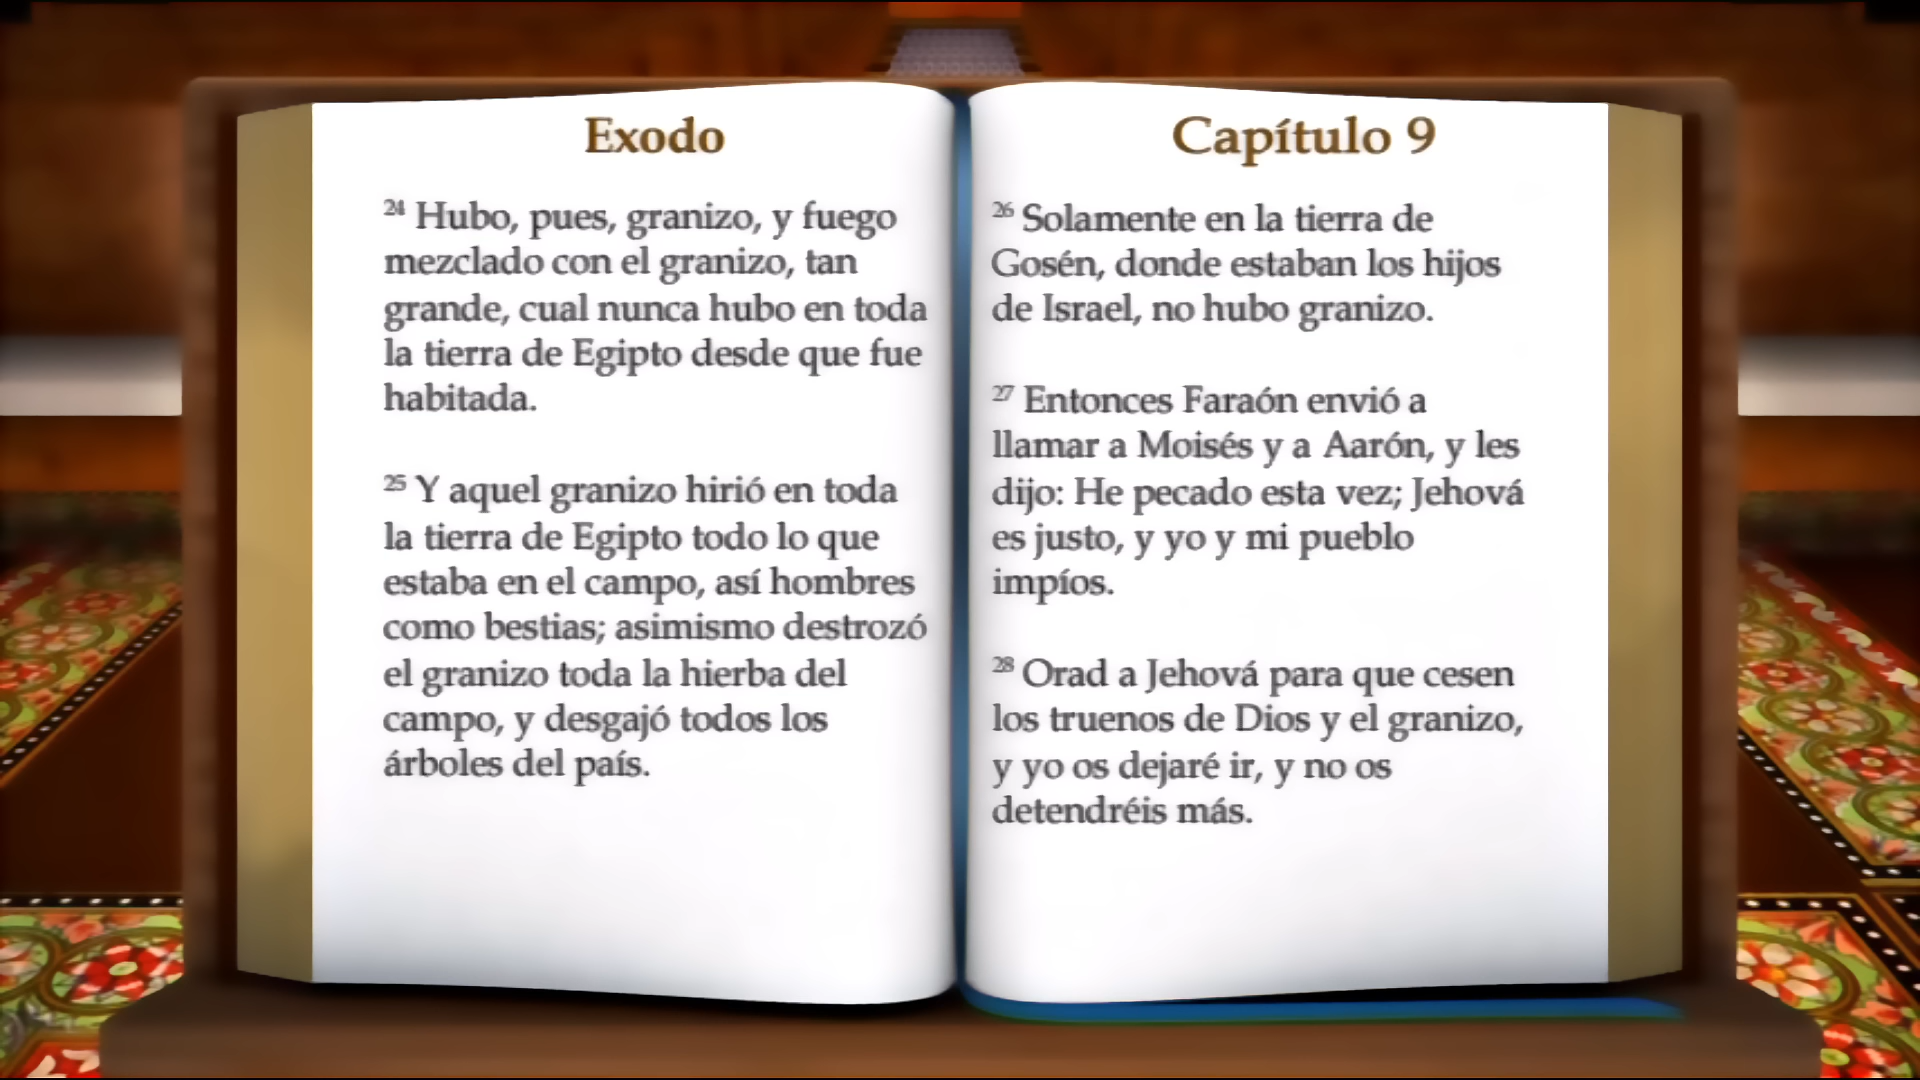 Exodo
24 Hubo, pues, granizo, y fuego
mezclado con el granizo, tan
grande, cual nunca hubo en toda
la tierra de Egipto desde que fue
habitada.
25 Y aquel granizo hirió en toda
la tierra de Egipto todo lo que
estaba en el campo, así hombres
como bestias; asimismo destrozó
el granizo toda la hierba del
campo, y desgajó todos los
árboles del país.
Capítulo 9
26 Solamente en la tierra de
Gosén, donde estaban los hijos
de Israel, no hubo granizo.
27 Entonces Faraón envió a
llamar a Moisés y a Aarón, y les
dijo: He pecado esta vez; Jehová
es justo, y yo y mi pueblo
impíos.
28 Orad a Jehová para que cesen
los truenos de Dios y el granizo,
y yo os dejaré ir, y no os
detendréis más.